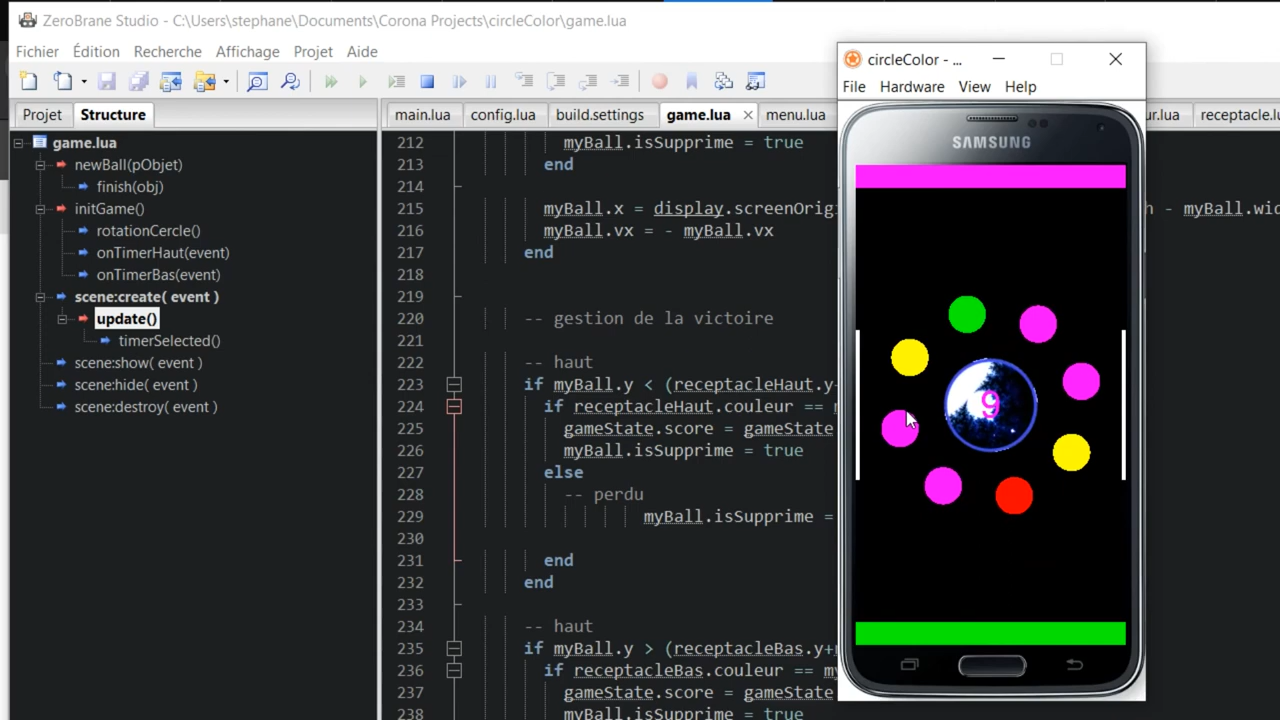 ZeroBrane Studio - C:\Users\stephane\Documents\Corona Projects\circleColor\game.lua
Fichier Édition Recherche Affichage Projet Aide
Projet Structure
game.lua
newBall(pObjet)
finish(obj)
initGame()
rotationCercle()
onTimerHaut(event)
onTimerBas(event)
scene:create( event )
update()
timerSelected()
scene:show( event )
scene:hide( event )
scene:destroy( event )
main.lua config.lua build.settings game.lua menu.lua ur.lua receptacle.lu
212 myBall.isSupprime = true
213 end
214
215 myBall.x = display.screenOrig h - myBall.wid
216 myBall.vx = - myBall.vx
217 end
218
219
220 -- gestion de la victoire
221
222 -- haut
223 if myBall.y < (receptacleHaut.y
224 if receptacleHaut.couleur ==
225 gameState.score = gameState
226 myBall.isSupprime = true
227 else
228 -- perdu
229 myBall.isSupprime =
230
231 end
232 end
233
234 -- haut
235 if myBall.y > (receptacleBas.y+
236 if receptacleBas.couleur == my
237 gameState.score = gameState
238 myBall.isSupprime = true
circleColor - ...
File Hardware View Help
SAMSUNG
9